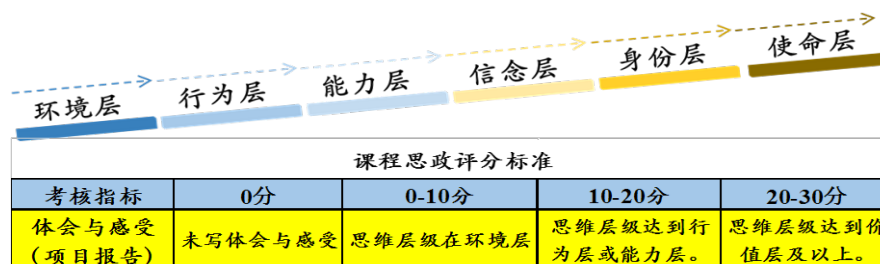 环境层
行为层
能力层
信念层
身份层
使命层
课程思政评分标准
考核指标 0分 0-10分 10-20分 20-30分
体会与感受 未写体会与感受 思维层级在环境层 思维层级达到行 思维层级达到价
(项目报告) 为层或能力层。 值层及以上。